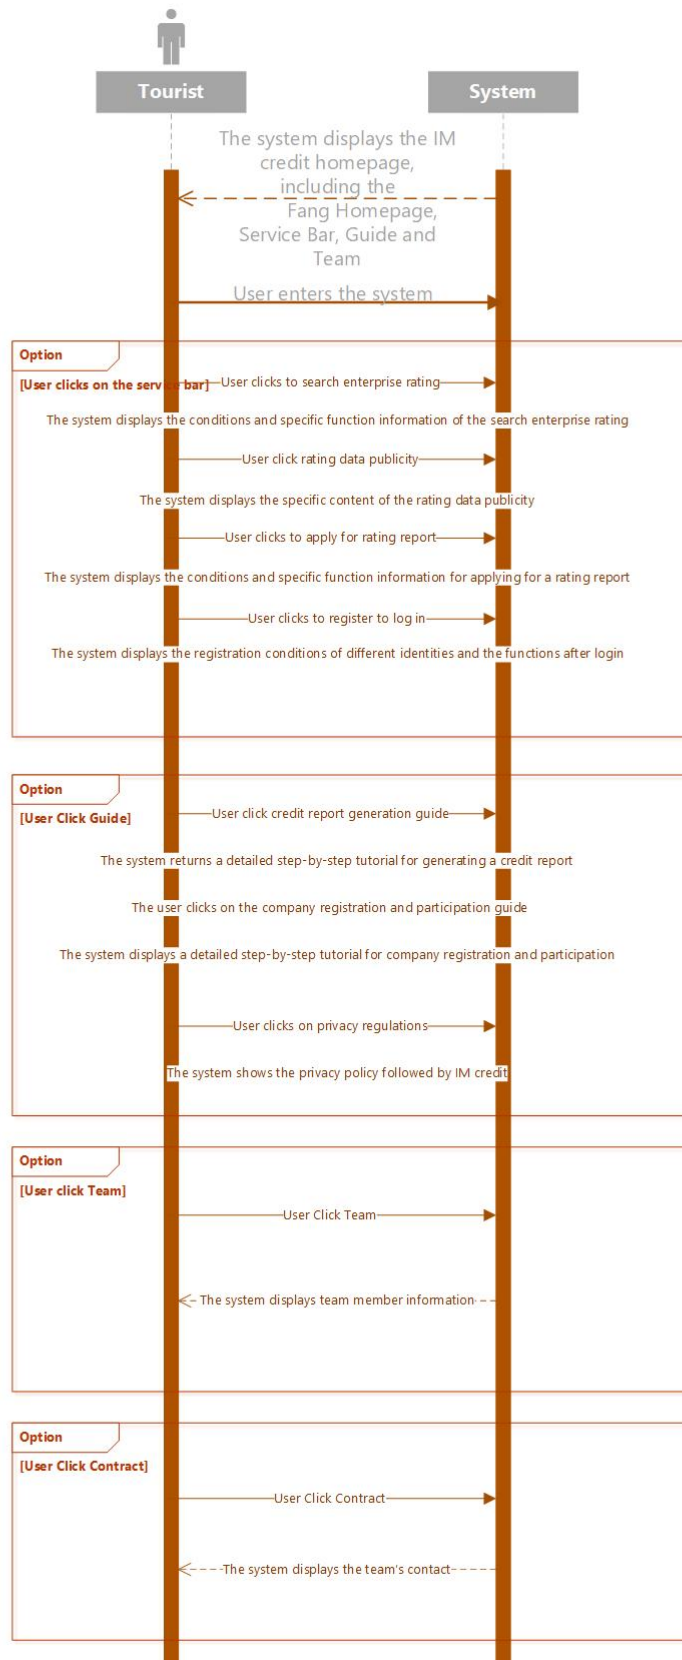 Tourist
System
The system displays the IM
credit homepage,
including the
Fang Homepage,
Service Bar, Guide and
Team
User enters the system
Option
[User clicks on the service bar]
User clicks to search enterprise rating
The system displays the conditions and specific function information of the search enterprise rating
User click rating data publicity
The system displays the specific content of the rating data publicity
User clicks to apply for rating report
The system displays the conditions and specific function information for applying for a rating report
User clicks to register to log in
The system displays the registration conditions of different identities and the functions after login
Option
[User Click Guide]
User click credit report generation guide
The system returns a detailed step-by-step tutorial for generating a credit report
The user clicks on the company registration and participation guide
The system displays a detailed step-by-step tutorial for company registration and participation
User clicks on privacy regulations
The system shows the privacy policy followed by IM credit
Option
[User click Team]
User Click Team
The system displays team member information
Option
[User Click Contract]
User Click Contract
The system displays the team's contact